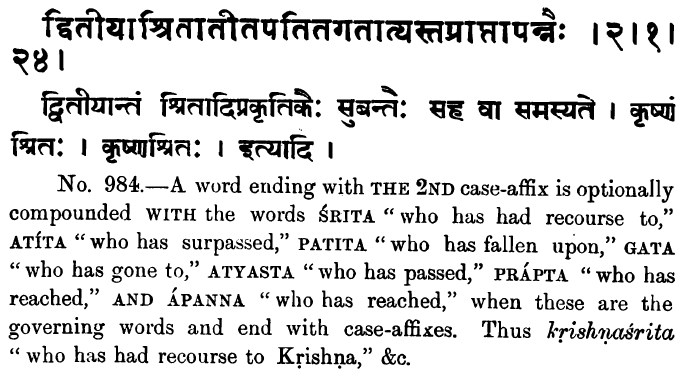 द्वितीयाश्रितातीतपतितगतात्यस्तप्राप्तापन्नैः ।२।१।
२४।
द्वितीयान्तं श्रितादिप्रकृतिकैः सुबन्तैः सह वा समस्यते । कृष्णं
श्रितः । कृष्णश्रितः । इत्यादि ।
No. 984.—A word ending with THE 2ND case-affix is optionally
compounded WITH the words ŚRITA “who has had recourse to,”
ATÍTA “who has surpassed,” PATITA “who has fallen upon,” GATA
“who has gone to,” ATYASTA “who has passed,” PRÁPTA “who has
reached,” AND ÁPANNA “who has reached,” when these are the
governing words and end with case-affixes. Thus kṛishṇaśrita
“who has had recourse to Kṛishṇa,” &c.